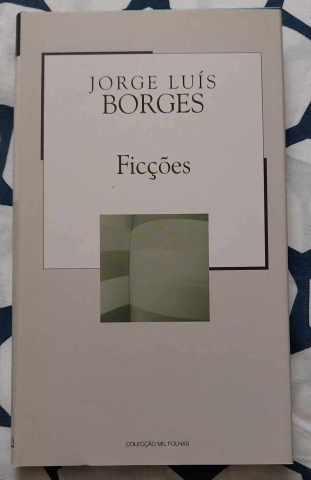 JORGE LUÍS
BORGES
Ficções
COLECÇÃO MIL FOLHAS